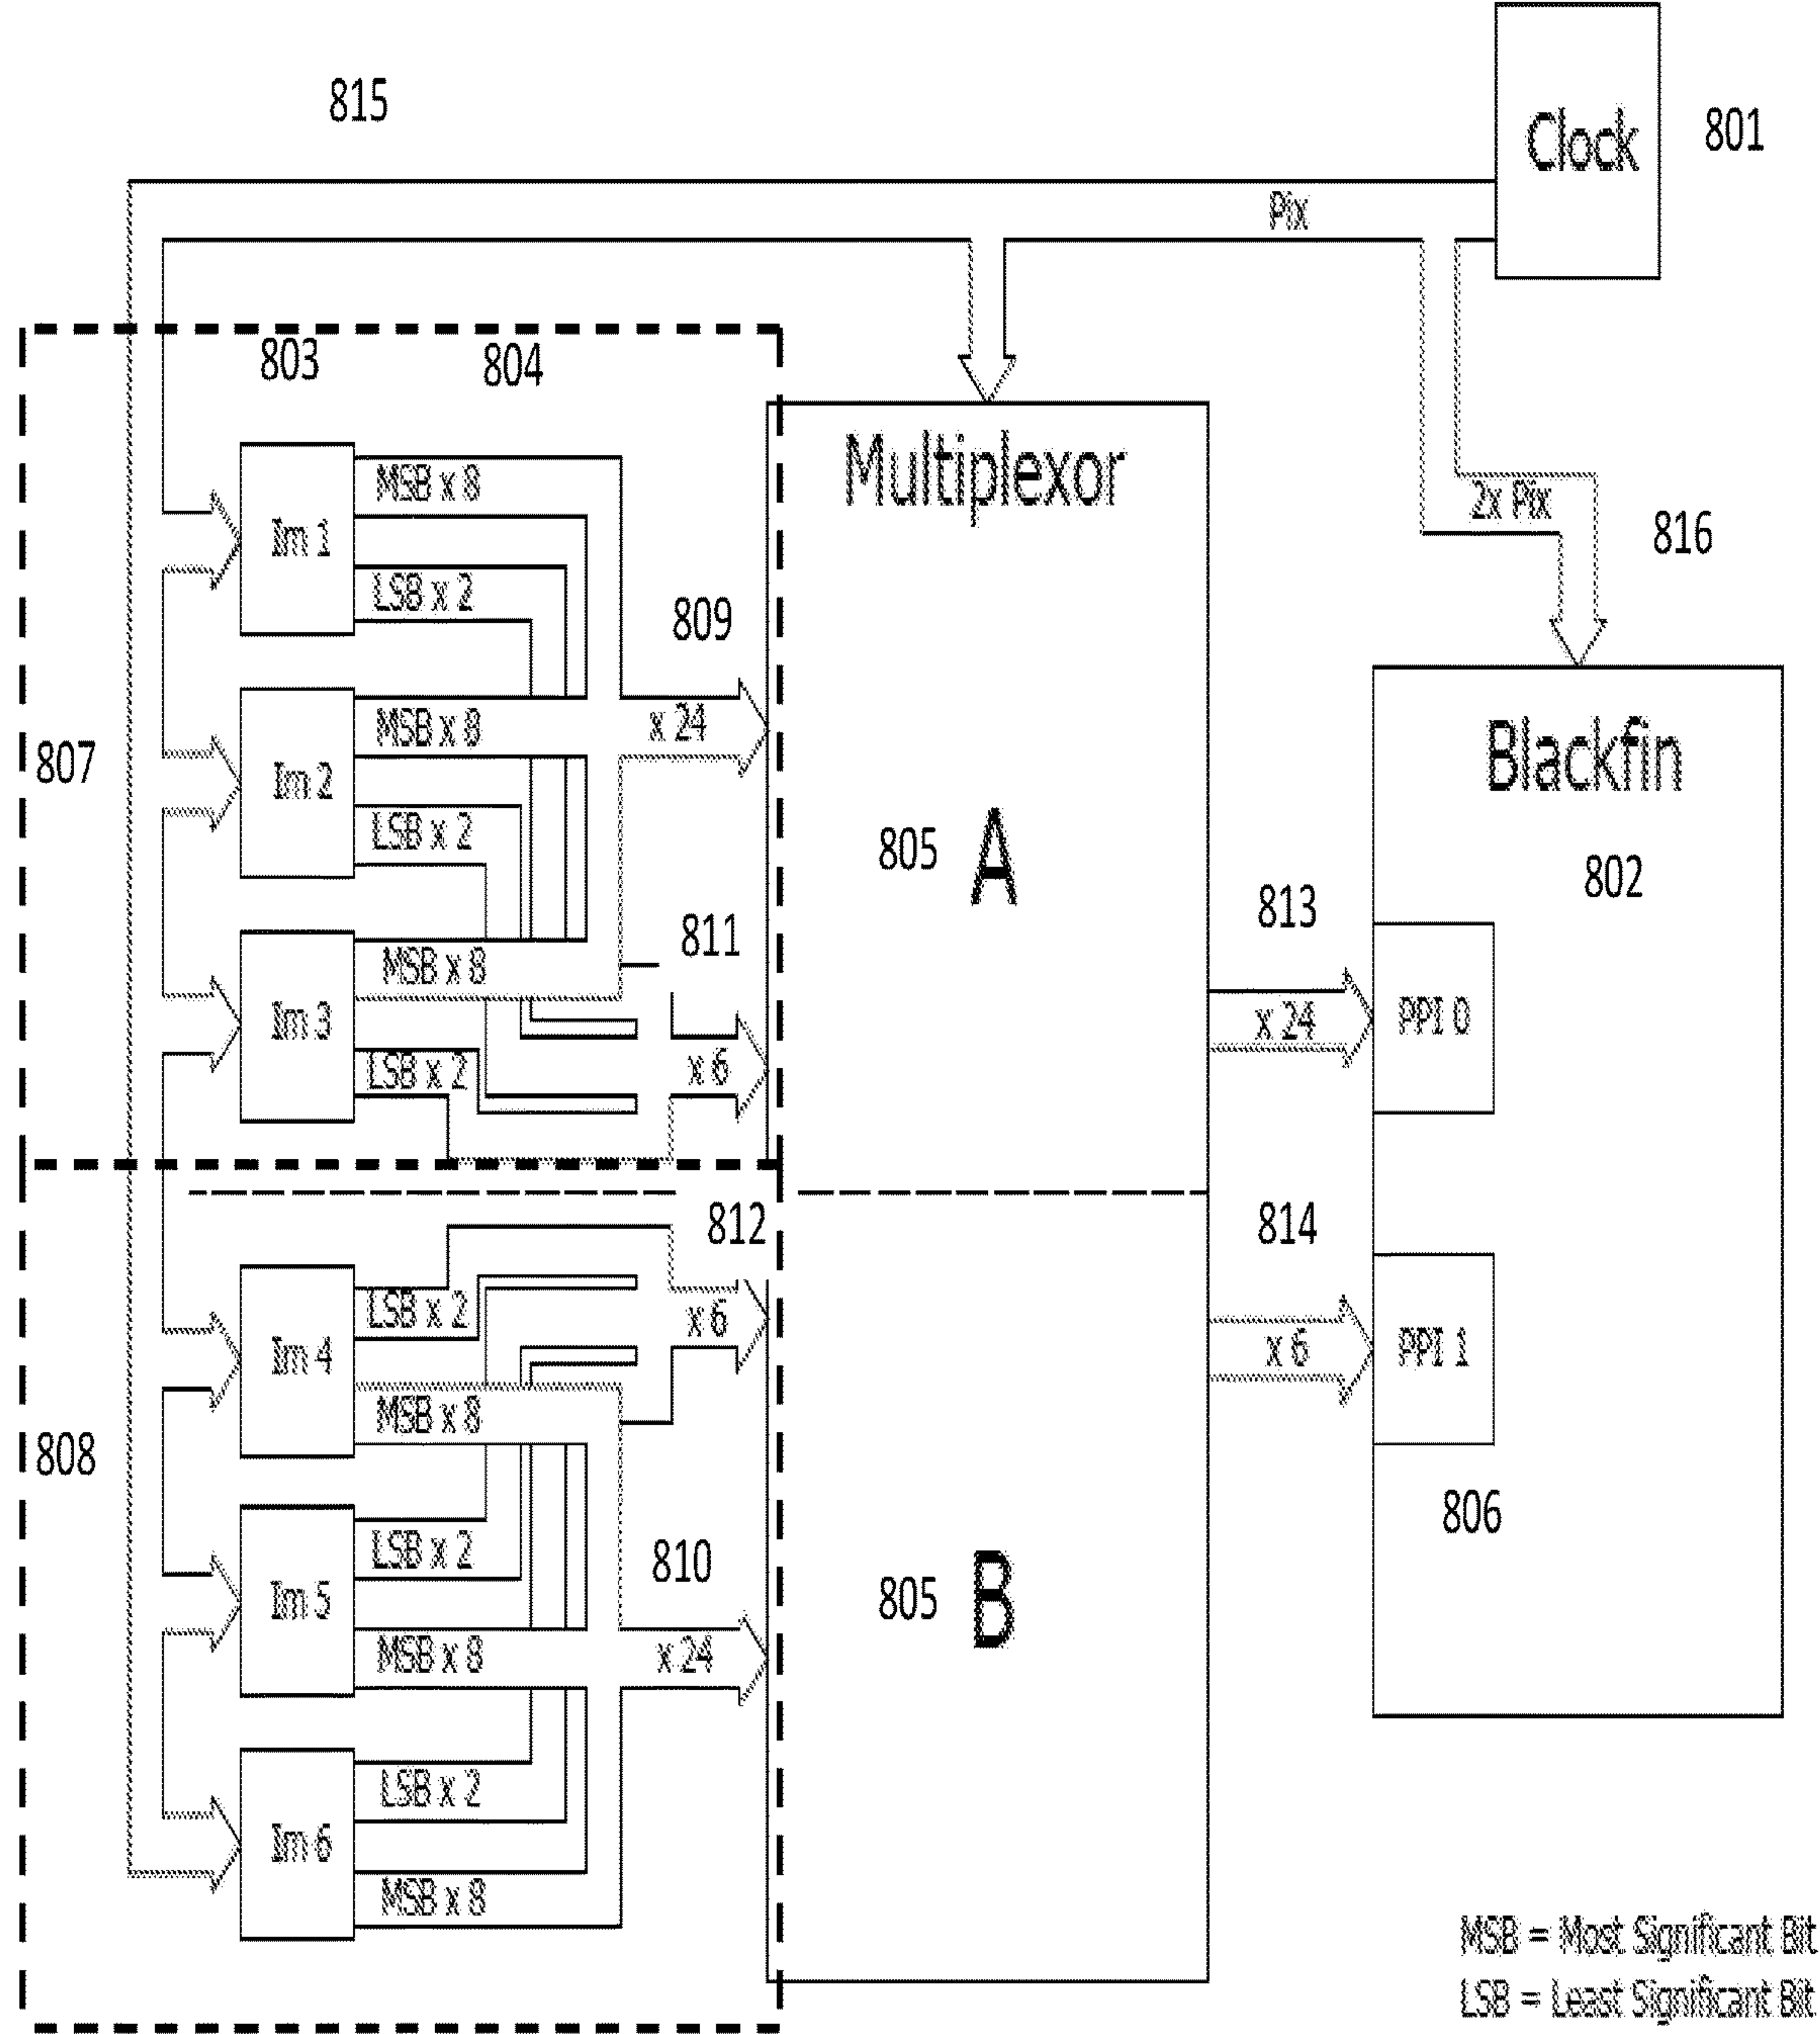 815
Clock
801
Pix
803
804
Multiplexor
MSB x 8
Im 1
2x Pix
816
LSB x 2
809
MSB x 8
x 24
807
Im 2
Blackfin
LSB x 2
805
A
802
813
811
MSB x 8
Im 3
x 24
PPI 0
LSB x 2
x 6
812
814
LSB x 2
x 6
Im 4
x 6
PPI 1
MSB x 8
808
806
LSB x 2
810
Im 5
805
B
MSB x 8
x 24
LSB x 2
Im 6
MSB x 8
MSB = Most Significant Bit
LSB = Least Significant Bit